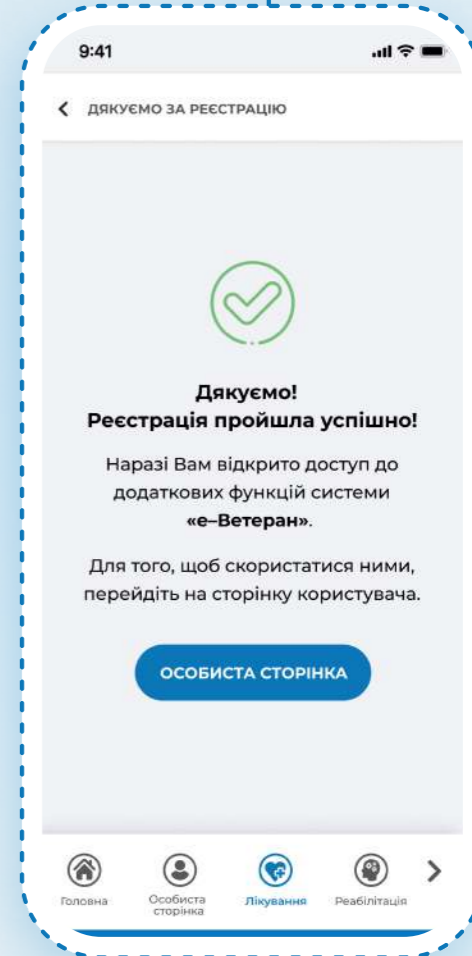 9:41
ДЯКУЄМО ЗА РЕЄСТРАЦІЮ
Дякуємо!
Реєстрація пройшла успішно!
Наразі Вам відкрито доступ до
додаткових функцій системи
«е–Ветеран».
Для того, щоб скористатися ними,
перейдіть на сторінку користувача.
ОСОБИСТА СТОРІНКА
Головна
Особиста
сторінка
Лікування
Реабілітація